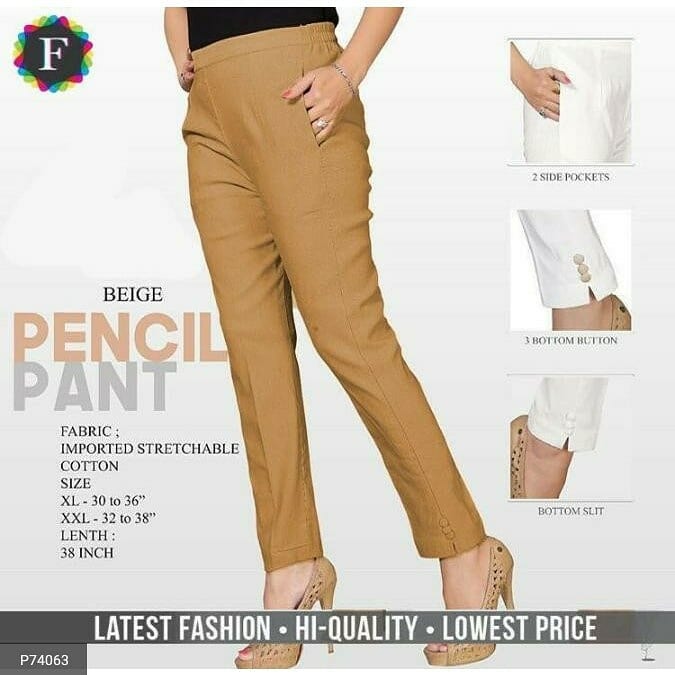 F
2 SIDE POCKETS
BEIGE
PENCIL
PANT
3 BOTTOM BUTTON
FABRIC ;
IMPORTED STRETCHABLE
COTTON
SIZE
XL - 30 to 36”
XXL - 32 to 38”
LENTH :
38 INCH
BOTTOM SLIT
LATEST FASHION • HI-QUALITY • LOWEST PRICE
P74063